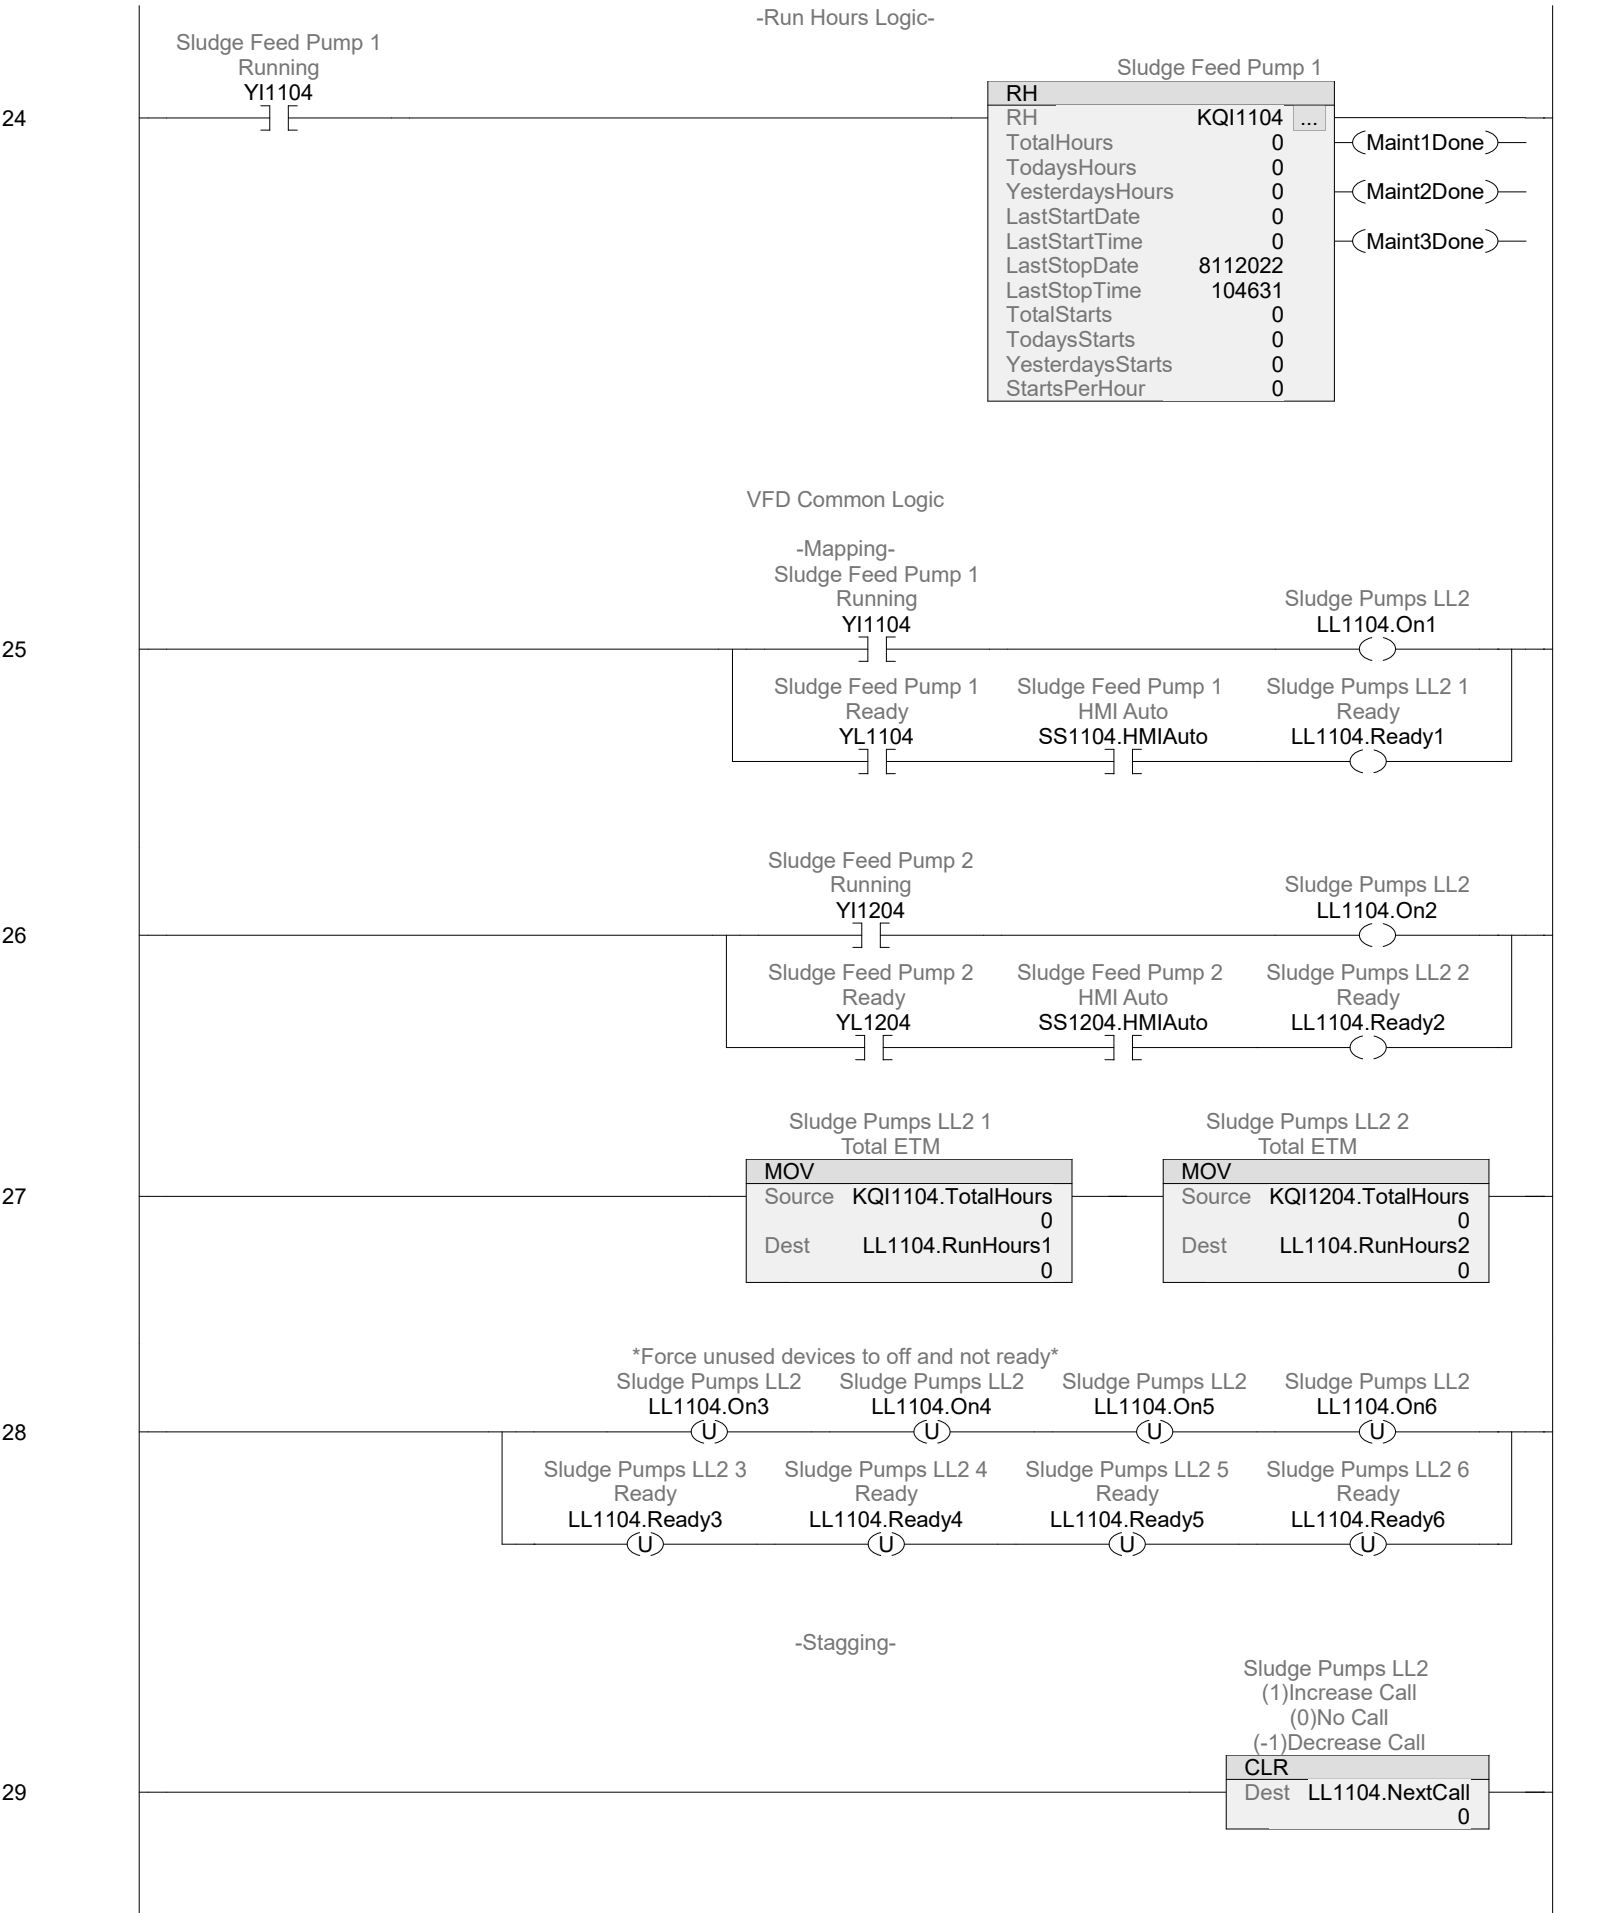 -Run Hours Logic-
Sludge Feed Pump 1
Running
YI1104
Sludge Feed Pump 1
24
RH
RH KQI1104 ...
TotalHours 0
TodaysHours 0
YesterdaysHours 0
LastStartDate 0
LastStartTime 0
LastStopDate 8112022
LastStopTime 104631
TotalStarts 0
TodaysStarts 0
YesterdaysStarts 0
StartsPerHour 0
Maint1Done
Maint2Done
Maint3Done
VFD Common Logic
-Mapping-
25
Sludge Feed Pump 1
Running
YI1104
Sludge Pumps LL2
LL1104.On1
Sludge Feed Pump 1
Ready
YL1104
Sludge Feed Pump 1
HMI Auto
SS1104.HMIAuto
Sludge Pumps LL2 1
Ready
LL1104.Ready1
26
Sludge Feed Pump 2
Running
YI1204
Sludge Pumps LL2
LL1104.On2
Sludge Feed Pump 2
Ready
YL1204
Sludge Feed Pump 2
HMI Auto
SS1204.HMIAuto
Sludge Pumps LL2 2
Ready
LL1104.Ready2
27
Sludge Pumps LL2 1
Total ETM
MOV
Source KQI1104.TotalHours
0
Dest LL1104.RunHours1
0
Sludge Pumps LL2 2
Total ETM
MOV
Source KQI1204.TotalHours
0
Dest LL1104.RunHours2
0
*Force unused devices to off and not ready*
28
Sludge Pumps LL2
LL1104.On3
U
Sludge Pumps LL2
LL1104.On4
U
Sludge Pumps LL2
LL1104.On5
U
Sludge Pumps LL2
LL1104.On6
U
Sludge Pumps LL2 3
Ready
LL1104.Ready3
U
Sludge Pumps LL2 4
Ready
LL1104.Ready4
U
Sludge Pumps LL2 5
Ready
LL1104.Ready5
U
Sludge Pumps LL2 6
Ready
LL1104.Ready6
U
-Stagging-
29
Sludge Pumps LL2
(1)Increase Call
(0)No Call
(-1)Decrease Call
CLR
Dest LL1104.NextCall
0